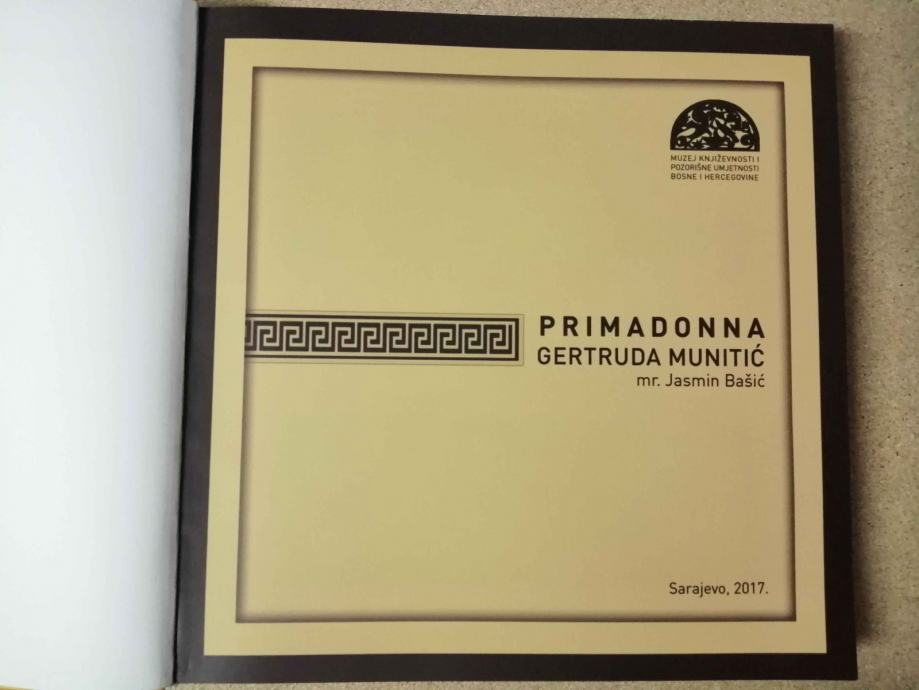 MUZEJ KNJIŽEVNOSTI I
POZORIŠNE UMJETNOSTI
BOSNE I HERCEGOVINE
PRIMADONNA
GERTRUDA MUNITIĆ
mr. Jasmin Bašić
Sarajevo, 2017.